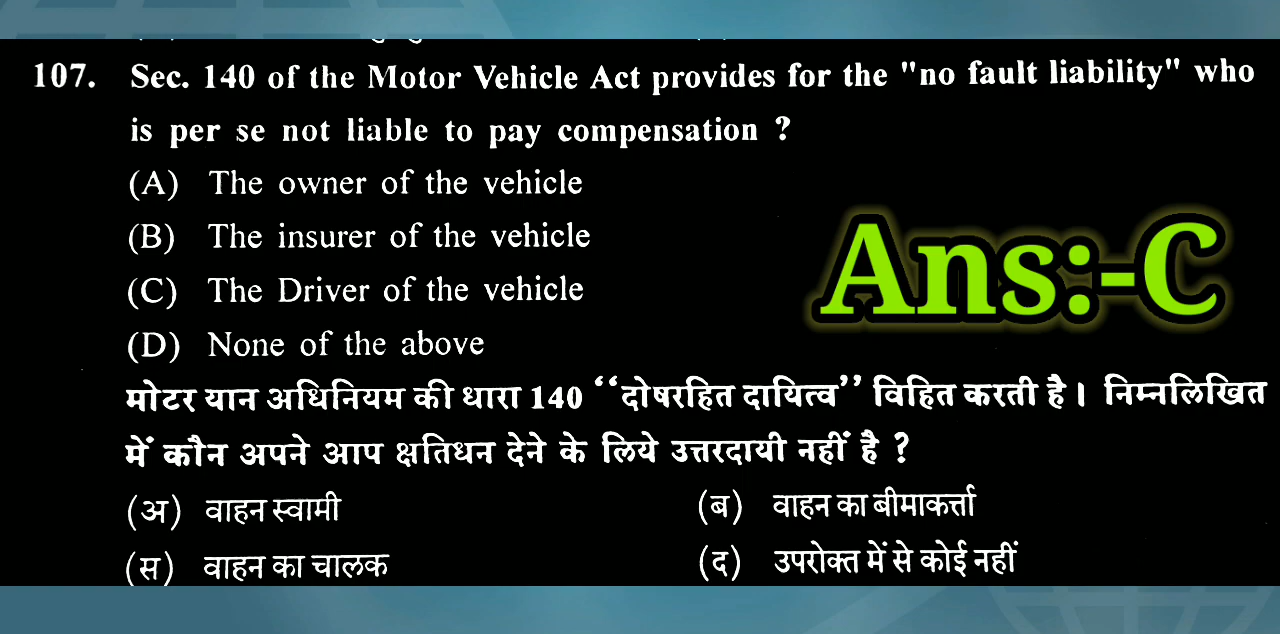 107. Sec. 140 of the Motor Vehicle Act provides for the "no fault liability" who
is per se not liable to pay compensation ?
(A) The owner of the vehicle
(B) The insurer of the vehicle
(C) The Driver of the vehicle
(D) None of the above
Ans:-C
मोटर यान अधिनियम की धारा 140 ‘‘दोषरहित दायित्व’’ विहित करती है। निम्नलिखित
में कौन अपने आप क्षतिधन देने के लिये उत्तरदायी नहीं है ?
(अ) वाहन स्वामी (ब) वाहन का बीमाकर्त्ता
(स) वाहन का चालक (द) उपरोक्त में से कोई नहीं